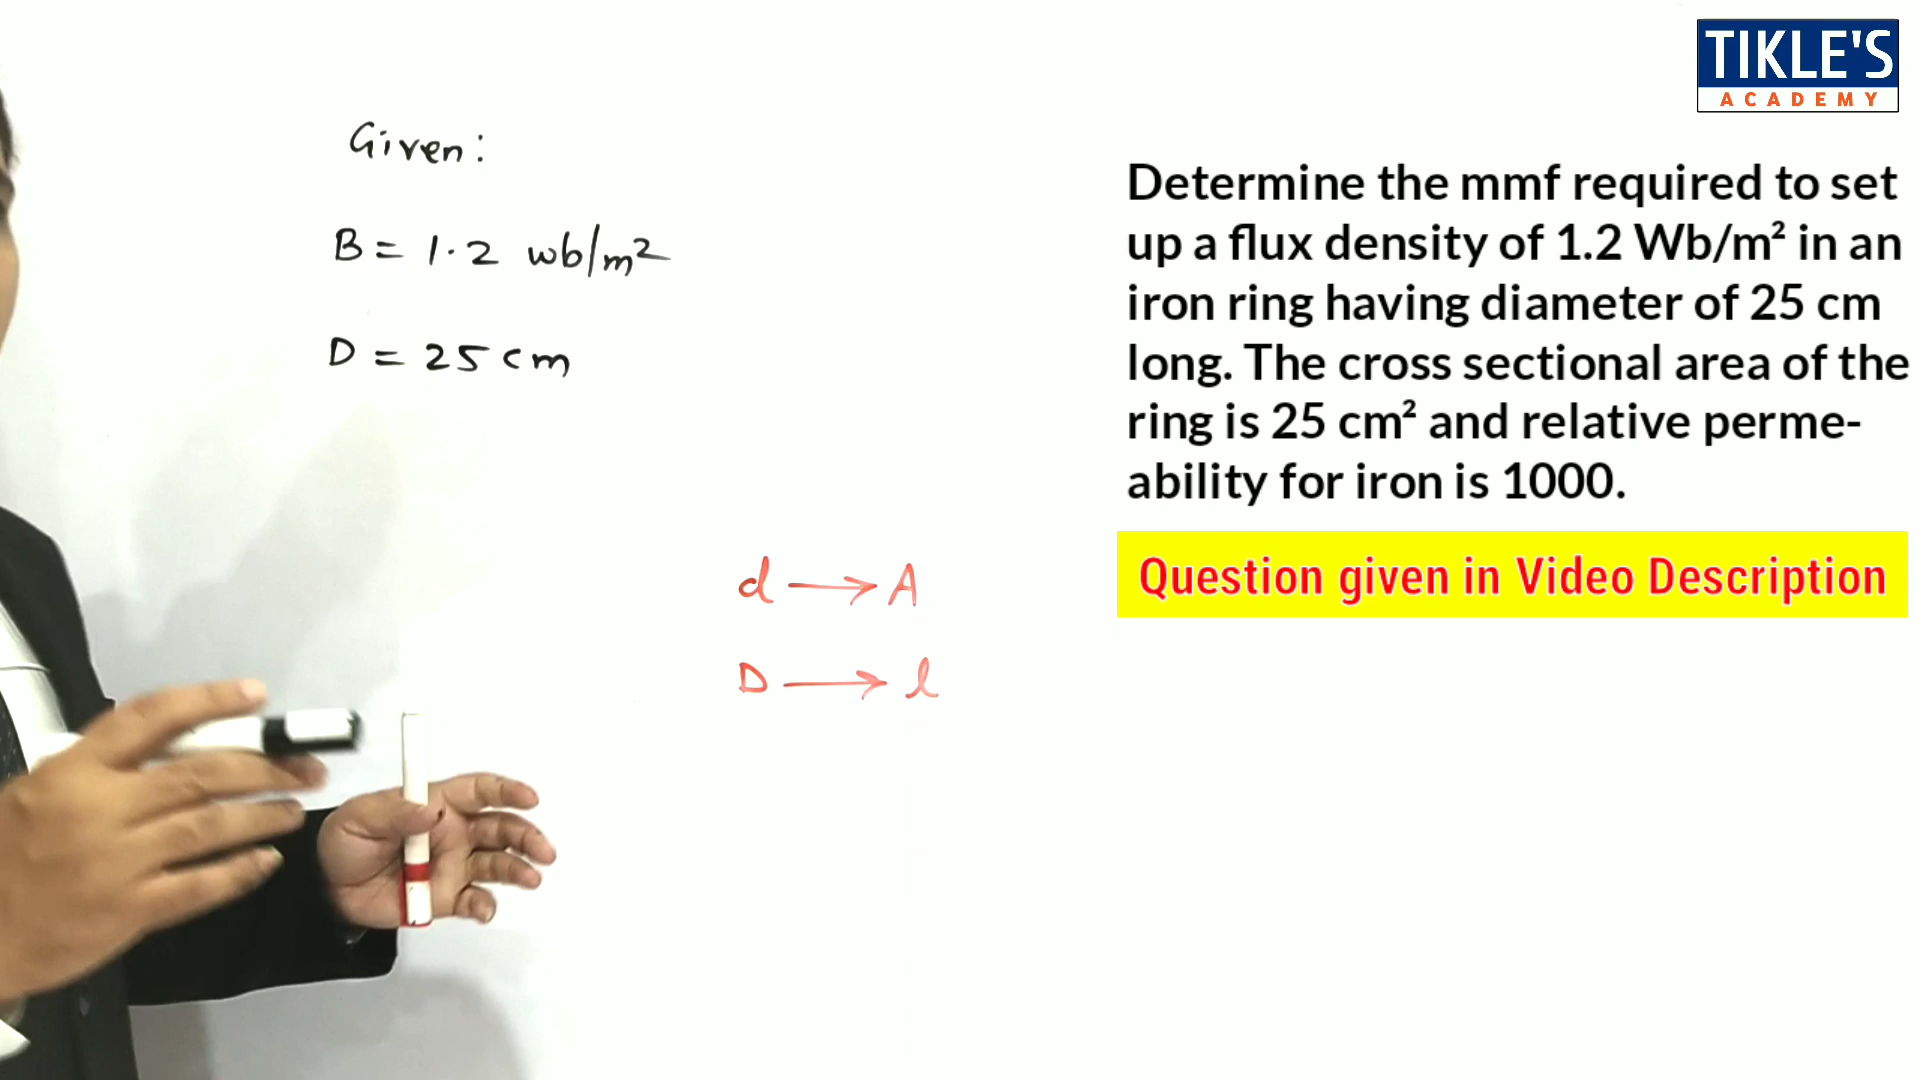 TIKLE'S
ACADEMY
Given:
B = 1.2 wb/m²
D = 25 cm
d → A
D → l
Determine the mmf required to set
up a flux density of 1.2 Wb/m² in an
iron ring having diameter of 25 cm
long. The cross sectional area of the
ring is 25 cm² and relative perme-
ability for iron is 1000.
Question given in Video Description